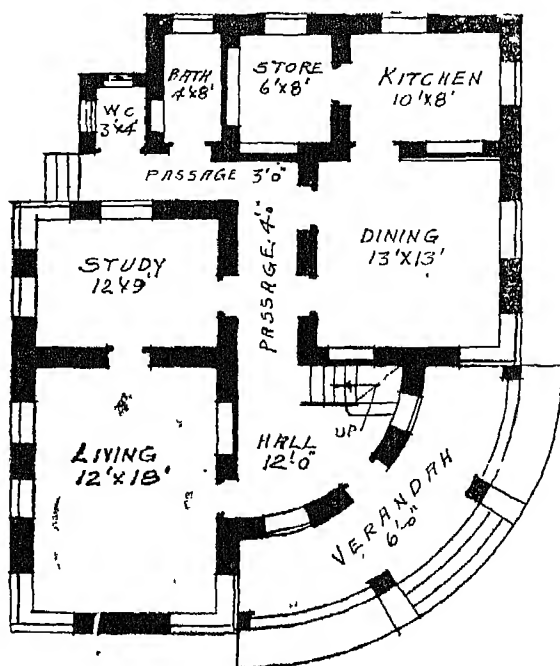 BATH
4'X8'
STORE
6'X8'
KITCHEN
10'X8'
WC
3'X4'
PASSAGE 3'0"
PASSAGE, 4'0"
DINING
13'X13'
STUDY
12'X9'
UP
HALL
12'0"
LIVING
12'X18'
VERANDAH
6'-0"